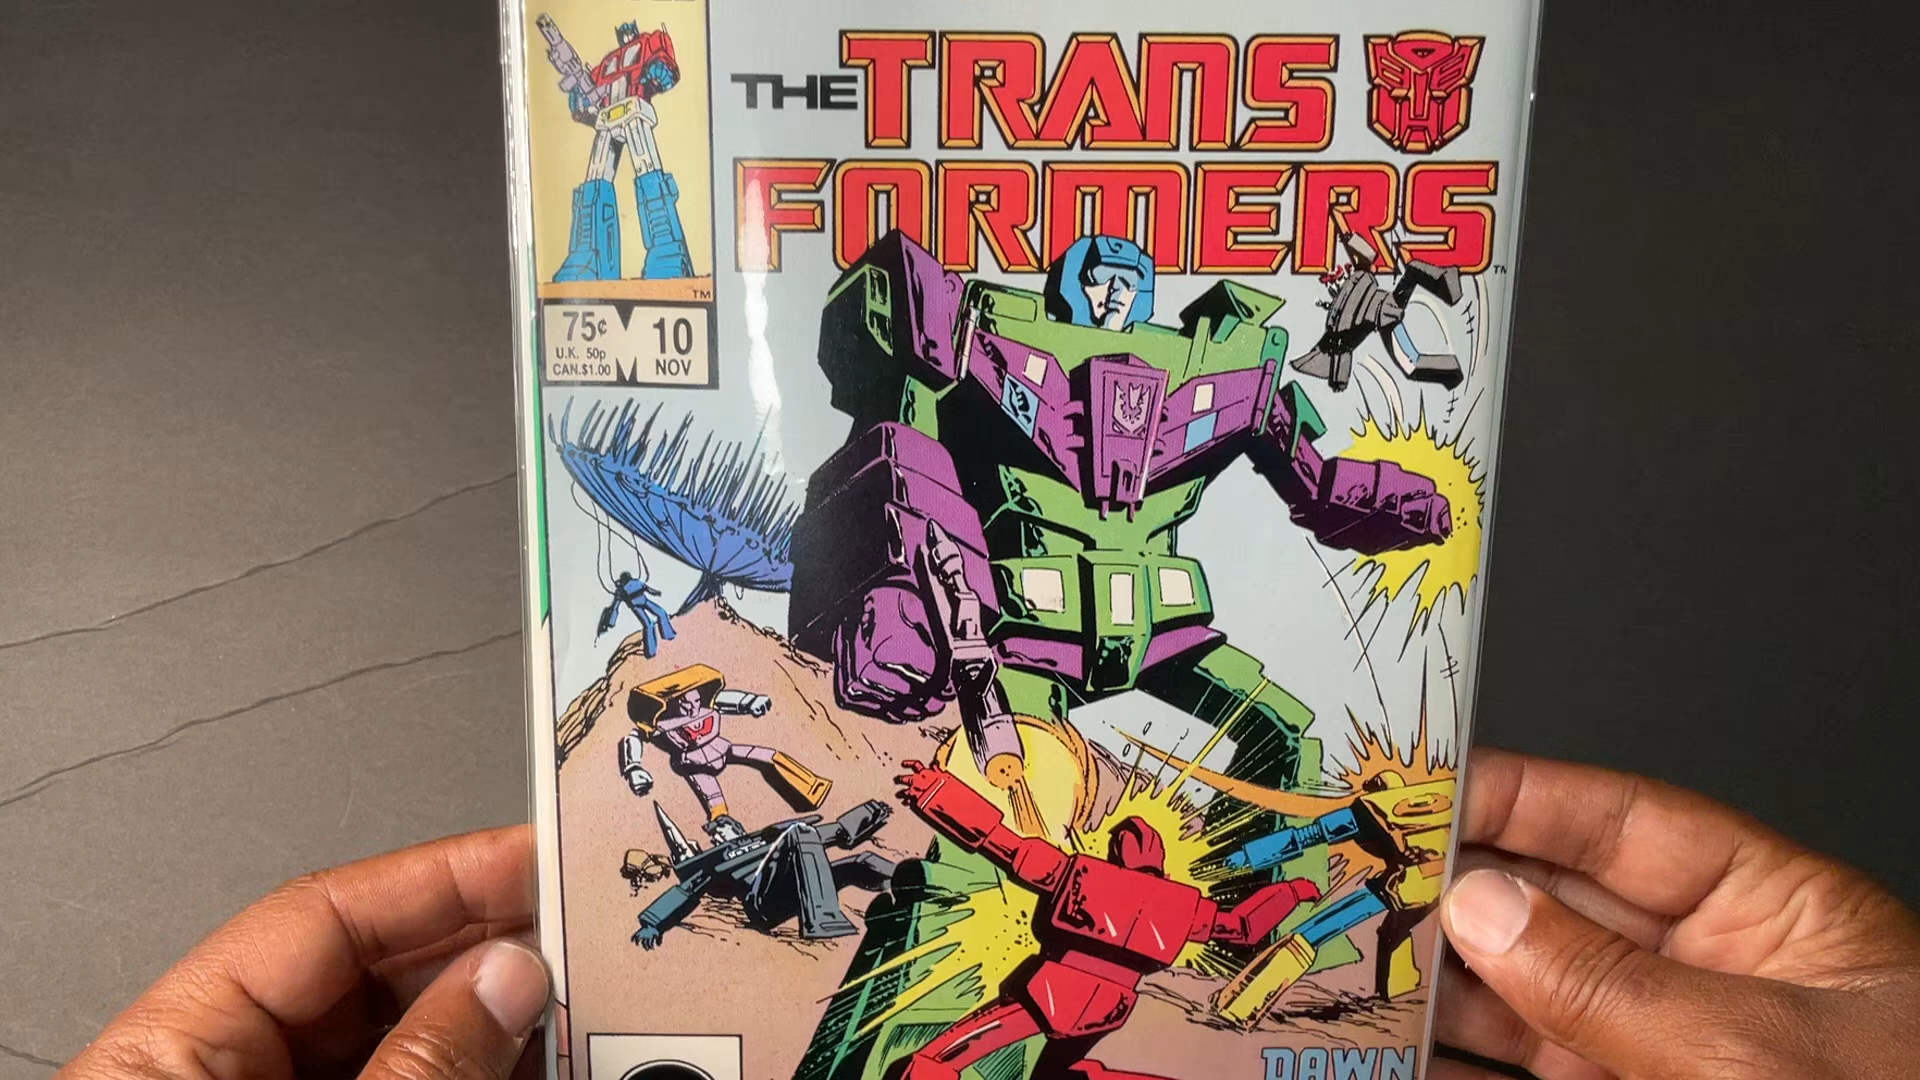 THE TRANS
FORMERS
TM
TM
75¢ 10
U.K. 50p NOV
CAN.$1.00
DAWN